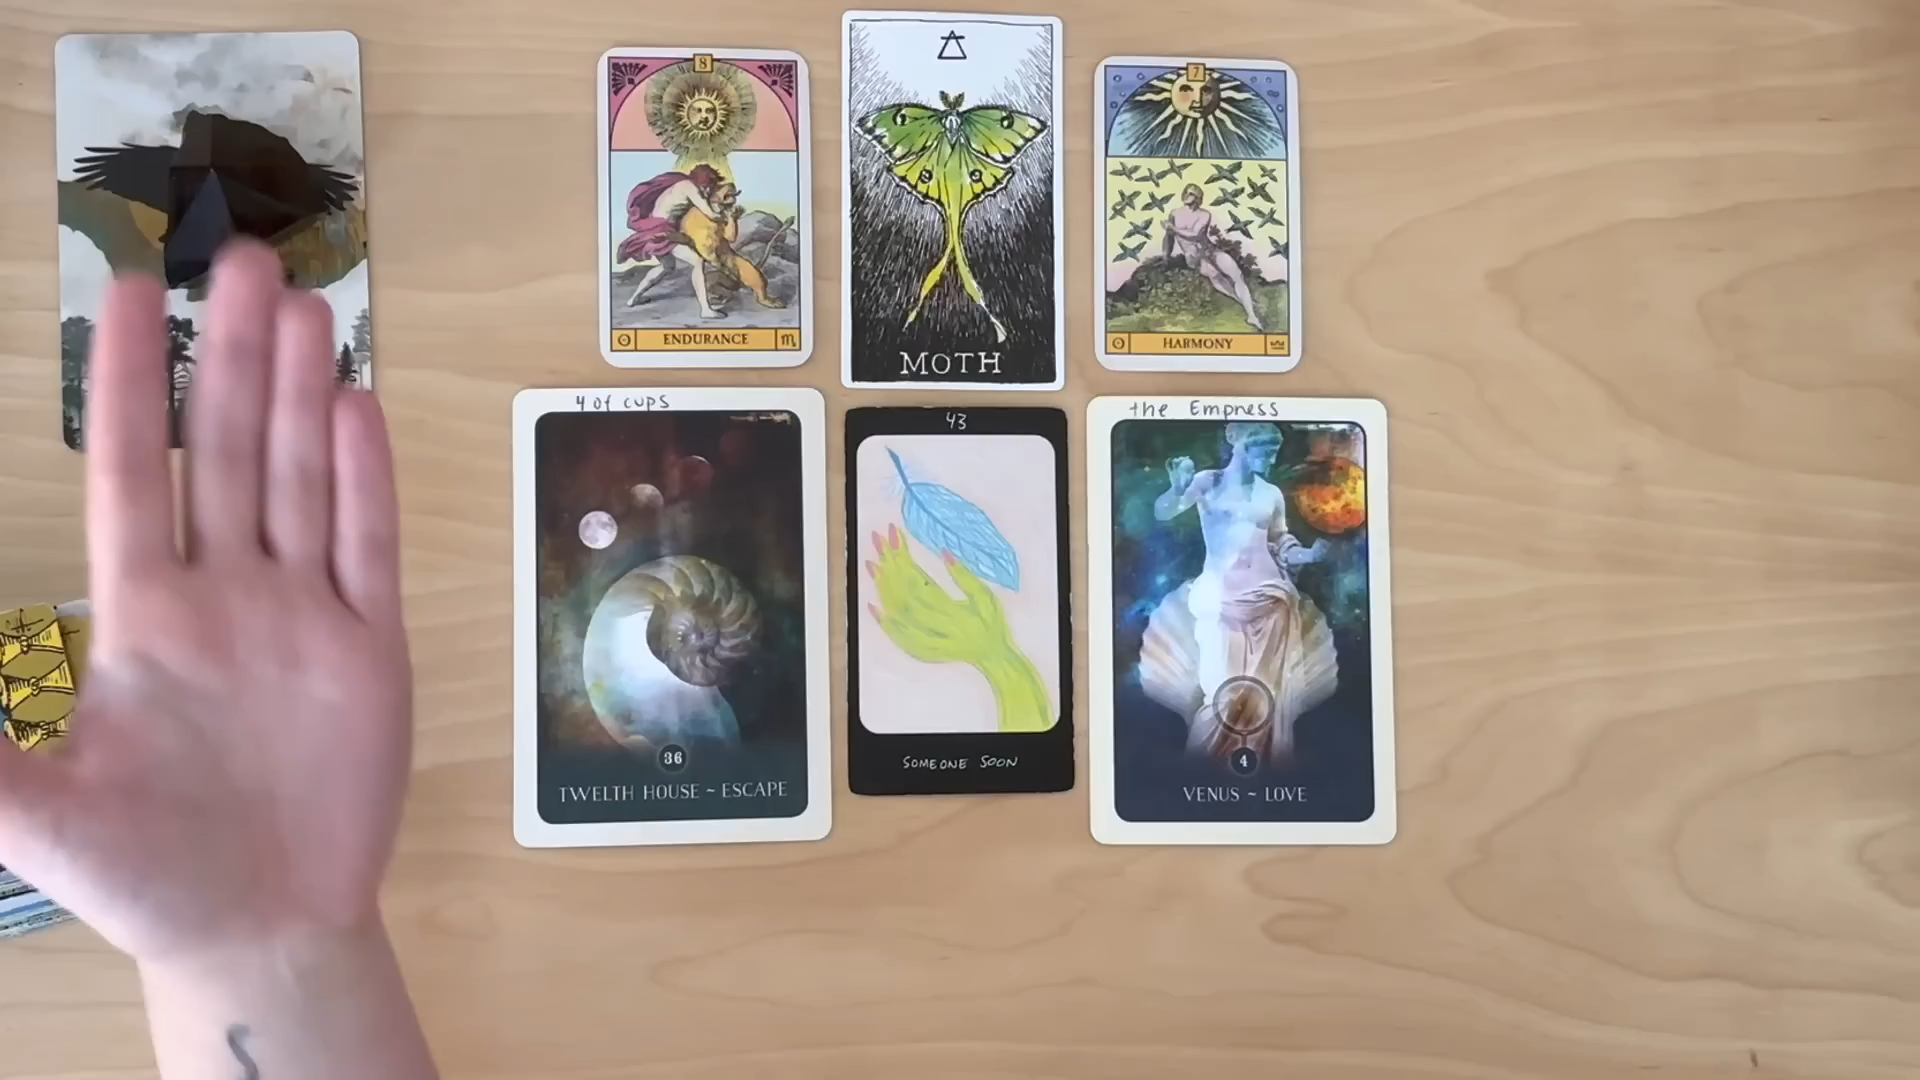 8
ENDURANCE
MOTH
7
HARMONY
4 of cups
36
TWELTH HOUSE ~ ESCAPE
43
SOMEONE SOON
the Empress
4
VENUS ~ LOVE